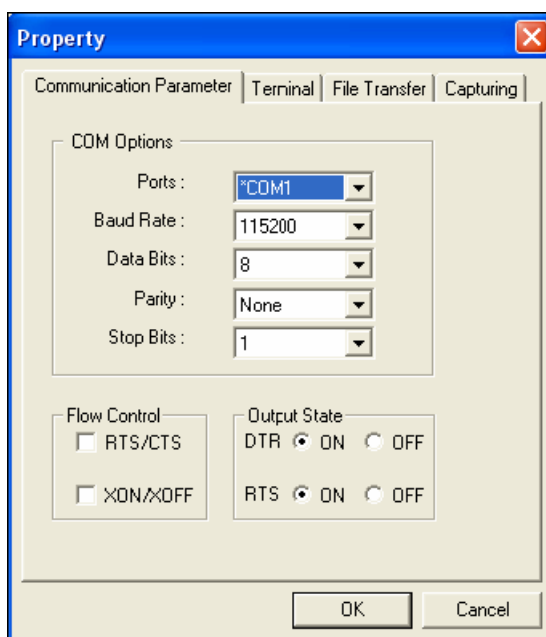 Property
Communication Parameter Terminal File Transfer Capturing
COM Options
Ports : *COM1
Baud Rate : 115200
Data Bits : 8
Parity : None
Stop Bits : 1
Flow Control Output State
RTS/CTS DTR ON OFF
XON/XOFF RTS ON OFF
OK Cancel